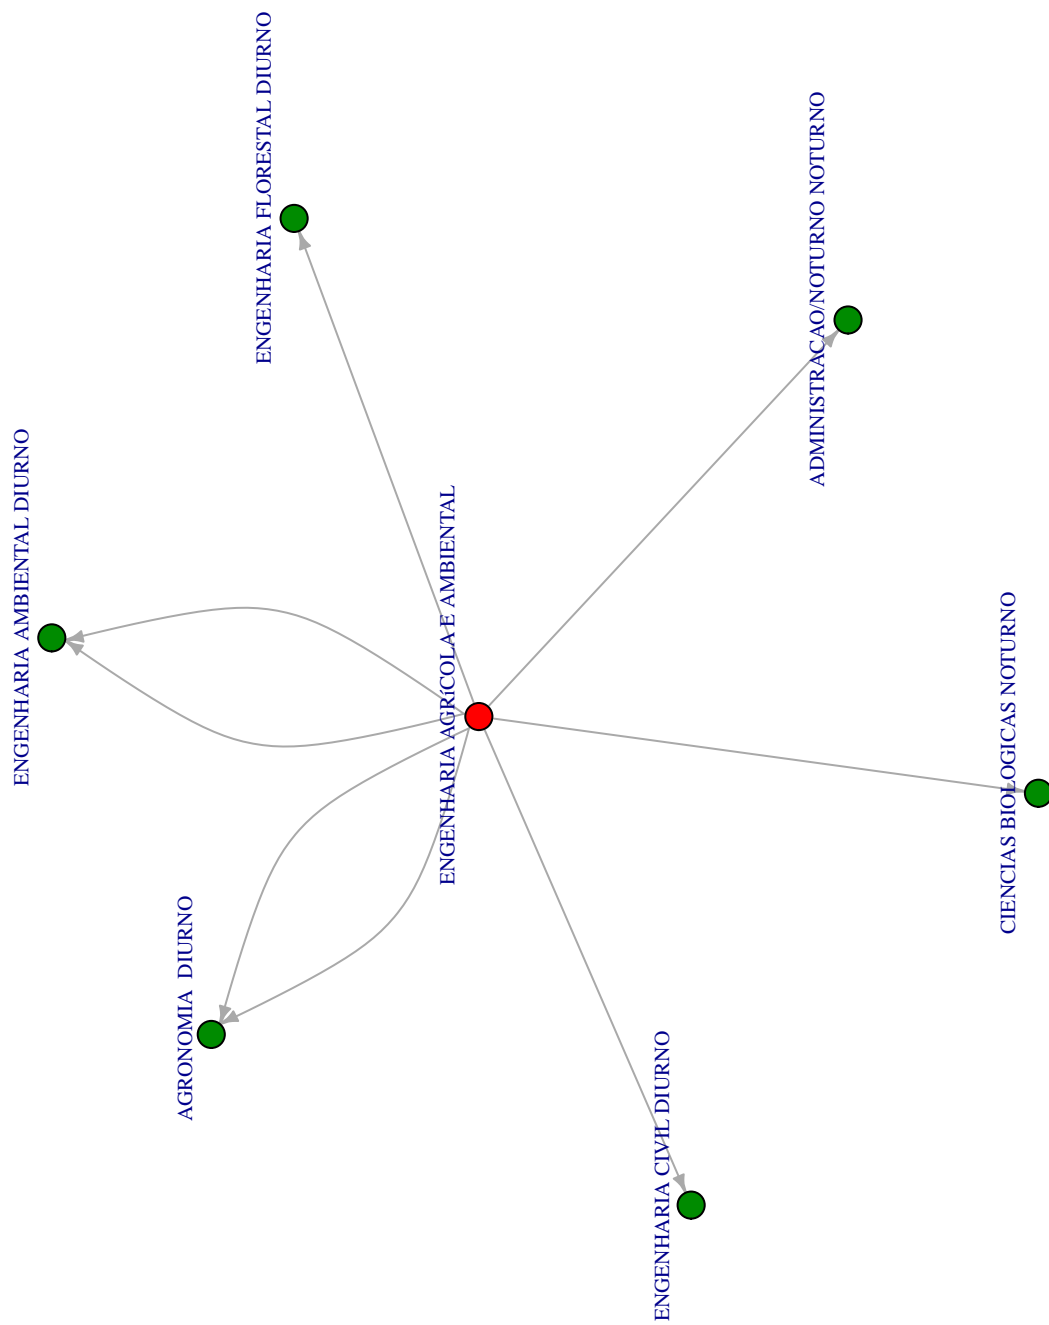 ENGENHARIA FLORESTAL DIURNO
ADMINISTRACAO/NOTURNO NOTURNO
ENGENHARIA AMBIENTAL DIURNO
ENGENHARIA AGRíCOLA E AMBIENTAL
CIENCIAS BIOLOGICAS NOTURNO
AGRONOMIA DIURNO
ENGENHARIA CIVIL DIURNO